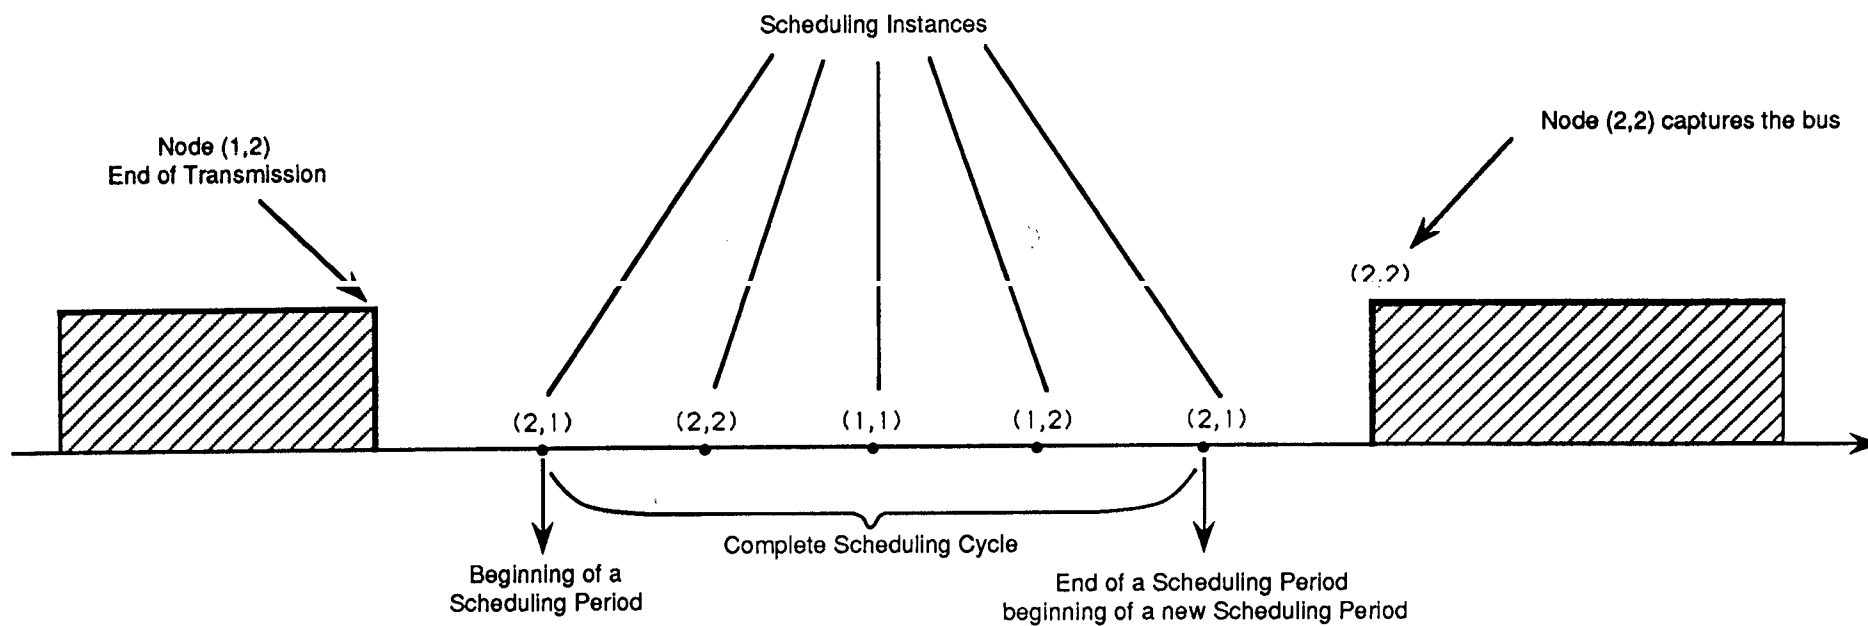 Scheduling Instances
Node (1,2)
End of Transmission
Node (2,2) captures the bus
(2,2)
(2,1)
(2,2)
(1,1)
(1,2)
(2,1)
Complete Scheduling Cycle
Beginning of a
Scheduling Period
End of a Scheduling Period
beginning of a new Scheduling Period